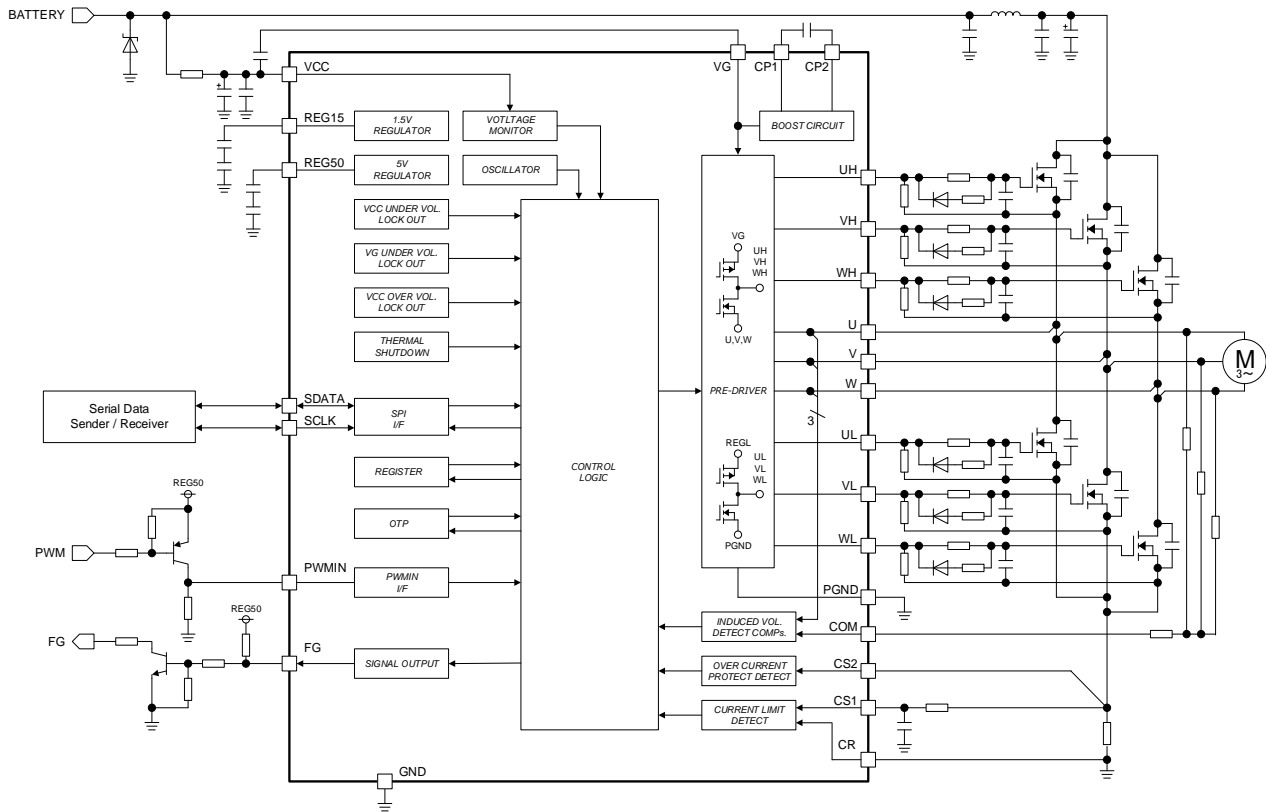 BATTERY
VG
CP1
CP2
VCC
REG15
1.5V
REGULATOR
VOTLTAGE
MONITOR
BOOST CIRCUIT
REG50
5V
REGULATOR
OSCILLATOR
UH
VCC UNDER VOL.
LOCK OUT
VH
VG UNDER VOL.
LOCK OUT
VG
UH
VH
WH
WH
VCC OVER VOL.
LOCK OUT
U
THERMAL
SHUTDOWN
U,V,W
V
M
3~
PRE-DRIVER
W
Serial Data
Sender / Receiver
SDATA
SCLK
SPI
I/F
3
UL
REGISTER
CONTROL
LOGIC
REGL
UL
VL
WL
VL
REG50
OTP
PGND
WL
PWM
PWMIN
PWMIN
I/F
PGND
REG50
INDUCED VOL.
DETECT COMPs.
COM
FG
FG
SIGNAL OUTPUT
OVER CURRENT
PROTECT DETECT
CS2
CURRENT LIMIT
DETECT
CS1
CR
GND